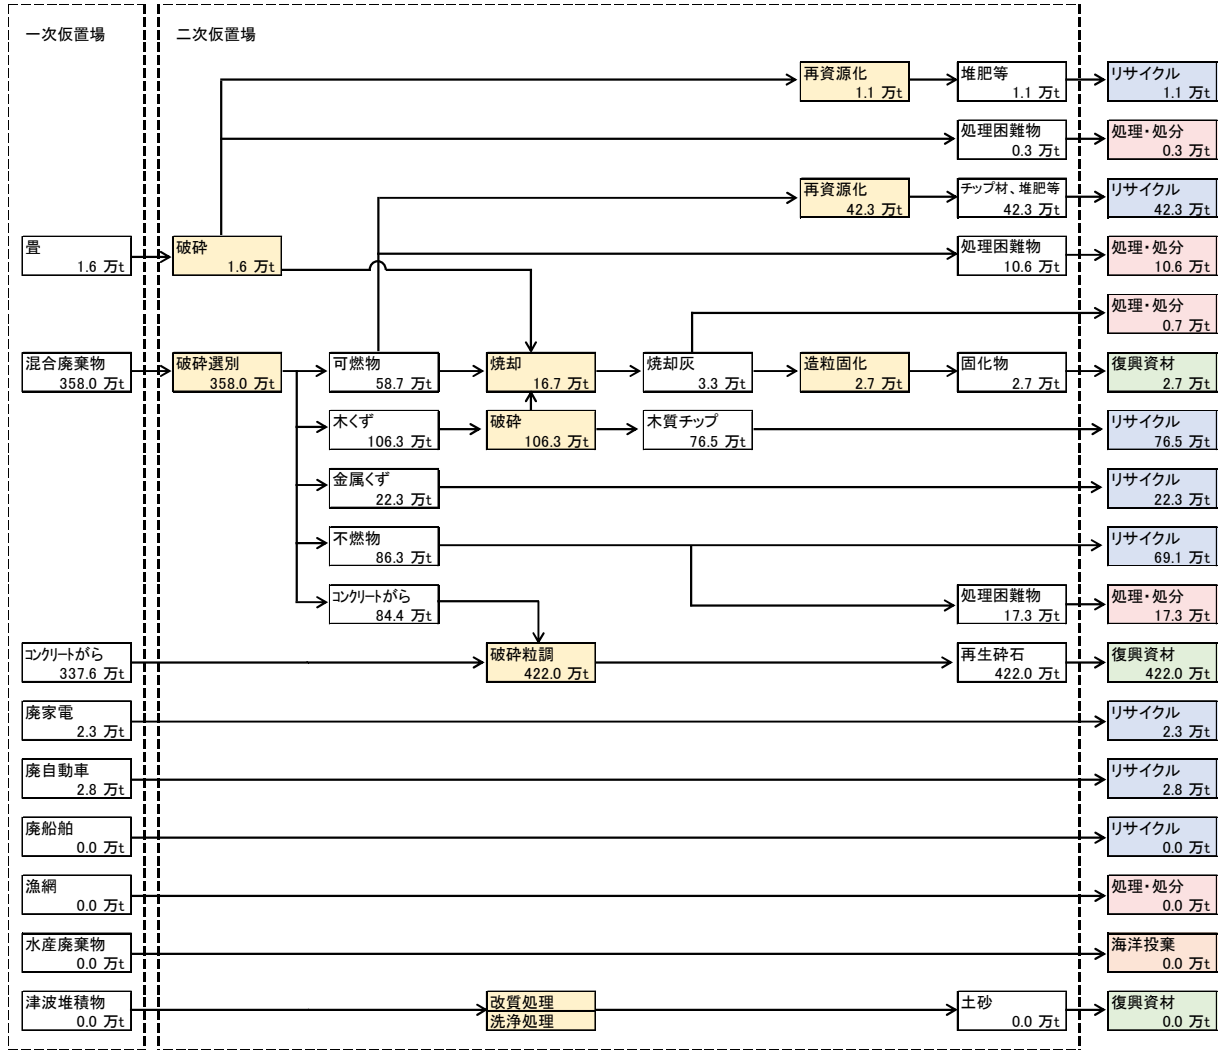 一次仮置場
二次仮置場
再資源化
1.1 万t
堆肥等
1.1 万t
リサイクル
1.1 万t
処理困難物
0.3 万t
処理・処分
0.3 万t
再資源化
42.3 万t
チップ材、堆肥等
42.3 万t
リサイクル
42.3 万t
畳
1.6 万t
破砕
1.6 万t
処理困難物
10.6 万t
処理・処分
10.6 万t
処理・処分
0.7 万t
混合廃棄物
358.0 万t
破砕選別
358.0 万t
可燃物
58.7 万t
焼却
16.7 万t
焼却灰
3.3 万t
造粒固化
2.7 万t
固化物
2.7 万t
復興資材
2.7 万t
木くず
106.3 万t
破砕
106.3 万t
木質チップ
76.5 万t
リサイクル
76.5 万t
金属くず
22.3 万t
リサイクル
22.3 万t
不燃物
86.3 万t
リサイクル
69.1 万t
コンクリートがら
84.4 万t
処理困難物
17.3 万t
処理・処分
17.3 万t
コンクリートがら
337.6 万t
破砕粒調
422.0 万t
再生砕石
422.0 万t
復興資材
422.0 万t
廃家電
2.3 万t
リサイクル
2.3 万t
廃自動車
2.8 万t
リサイクル
2.8 万t
廃船舶
0.0 万t
リサイクル
0.0 万t
漁網
0.0 万t
処理・処分
0.0 万t
水産廃棄物
0.0 万t
海洋投棄
0.0 万t
津波堆積物
0.0 万t
改質処理
洗浄処理
土砂
0.0 万t
復興資材
0.0 万t